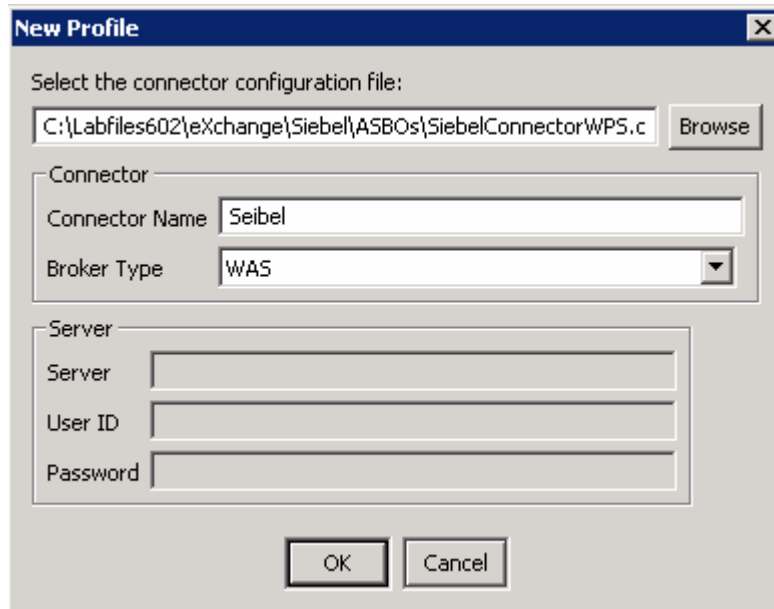 New Profile
Select the connector configuration file:
C:\Labfiles602\eXchange\Siebel\ASBOs\SiebelConnectorWPS.c Browse
Connector
Connector Name Seibel
Broker Type WAS
Server
Server
User ID
Password
OK Cancel